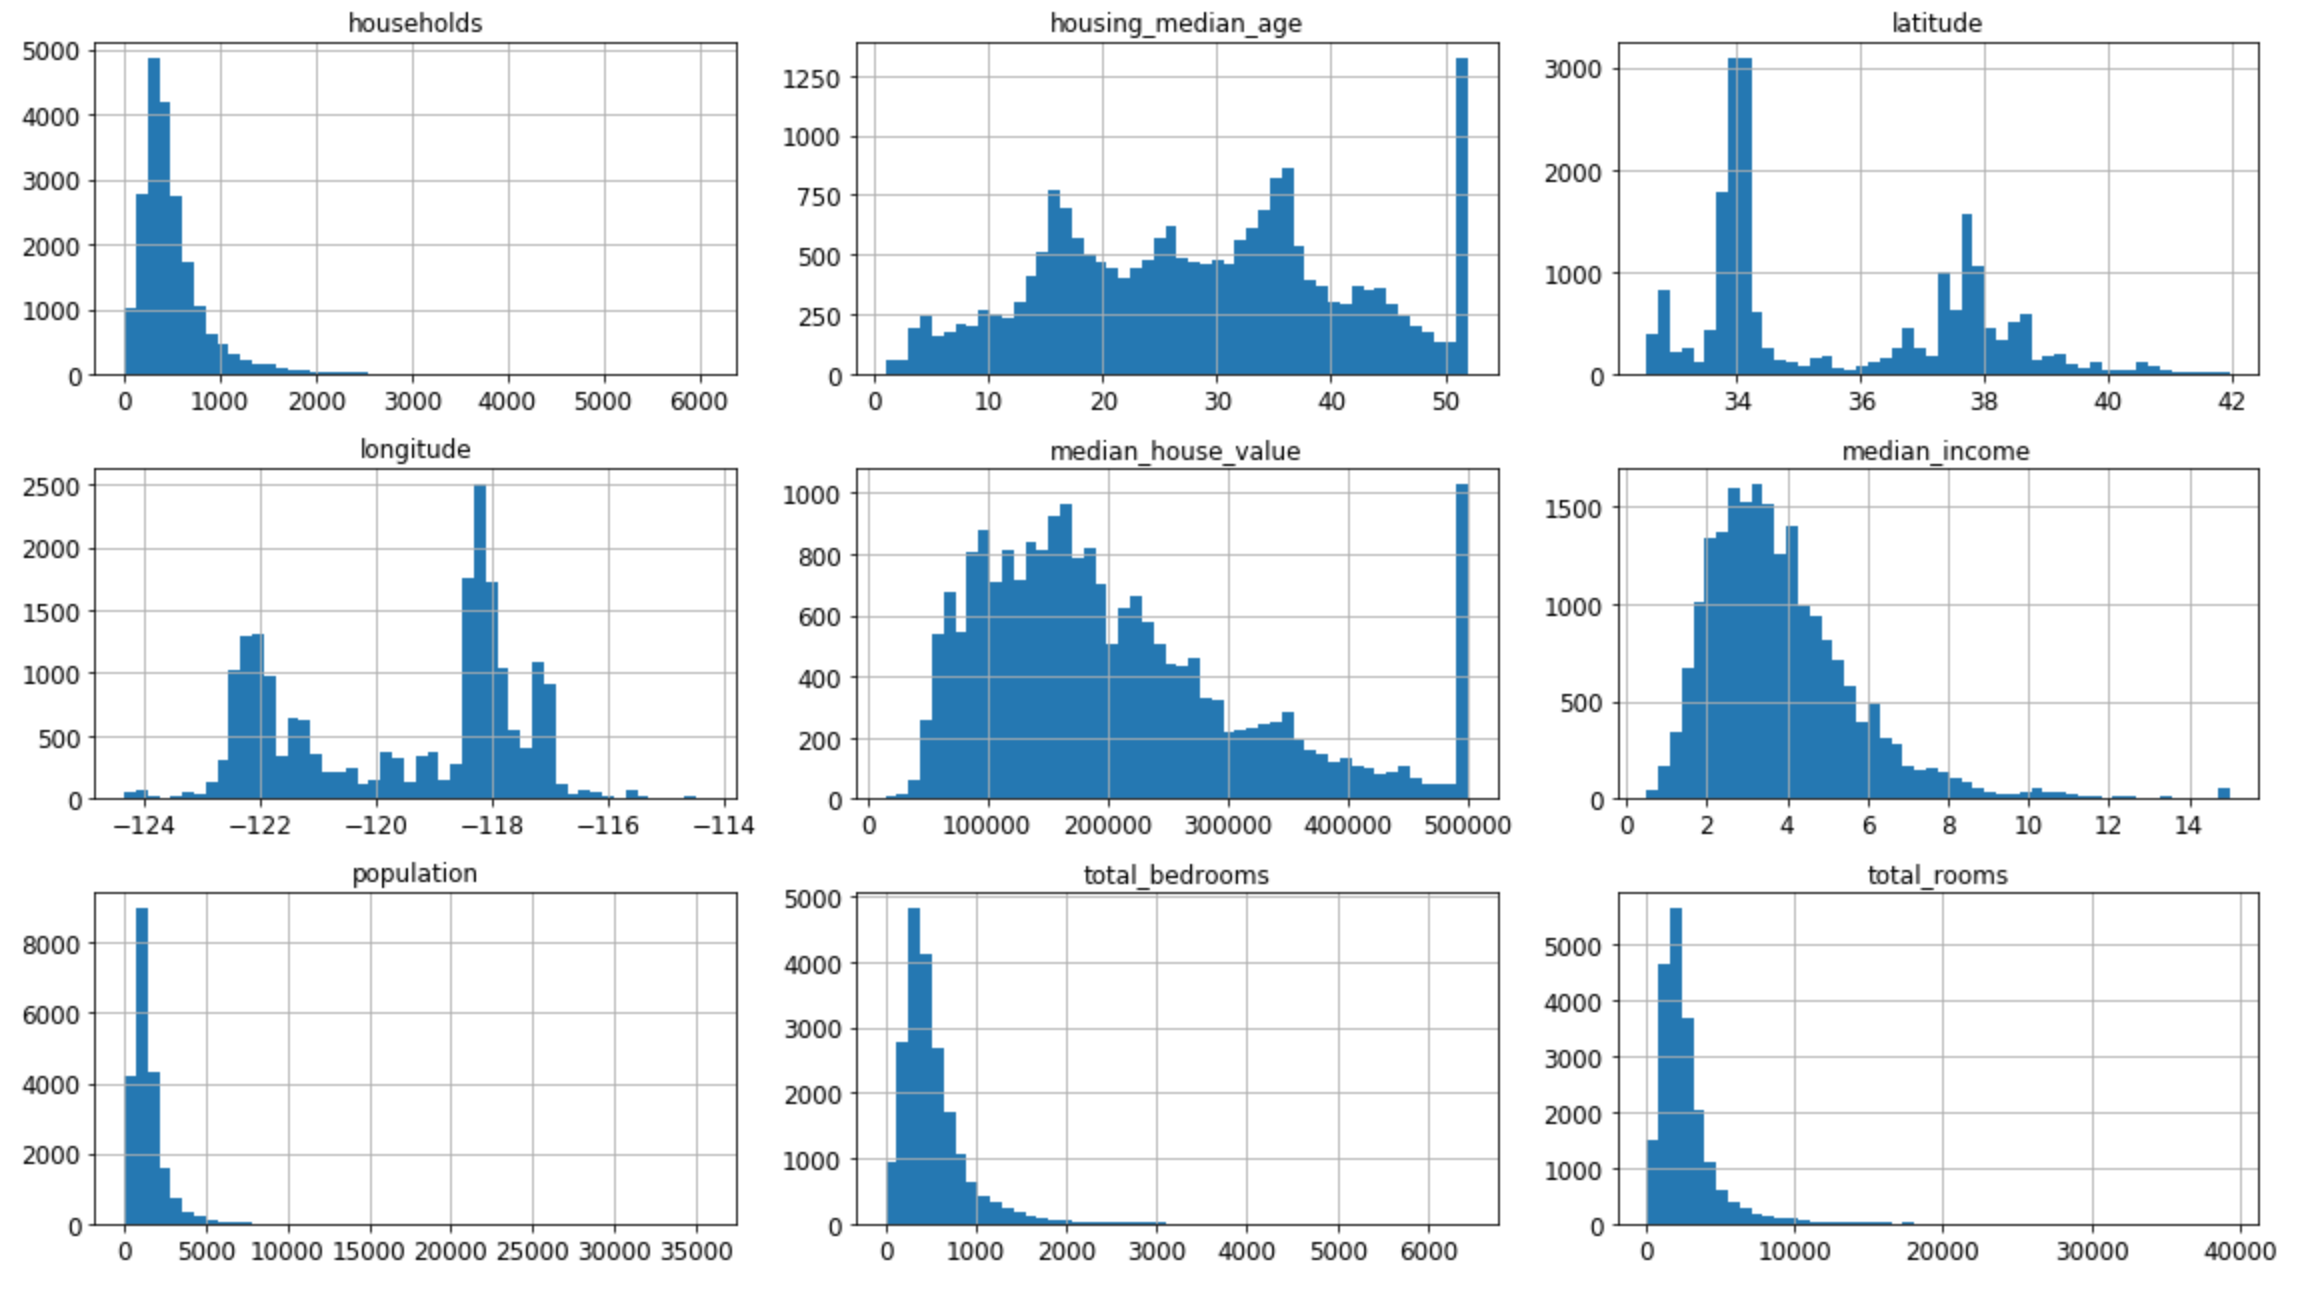 households
5000
4000
3000
2000
1000
0
0 1000 2000 3000 4000 5000 6000
housing_median_age
1250
1000
750
500
250
0
0 10 20 30 40 50
latitude
3000
2000
1000
0
34 36 38 40 42
longitude
2500
2000
1500
1000
500
0
−124 −122 −120 −118 −116 −114
median_house_value
1000
800
600
400
200
0
0 100000 200000 300000 400000 500000
median_income
1500
1000
500
0
0 2 4 6 8 10 12 14
population
8000
6000
4000
2000
0
0 5000 10000 15000 20000 25000 30000 35000
total_bedrooms
5000
4000
3000
2000
1000
0
0 1000 2000 3000 4000 5000 6000
total_rooms
5000
4000
3000
2000
1000
0
0 10000 20000 30000 40000